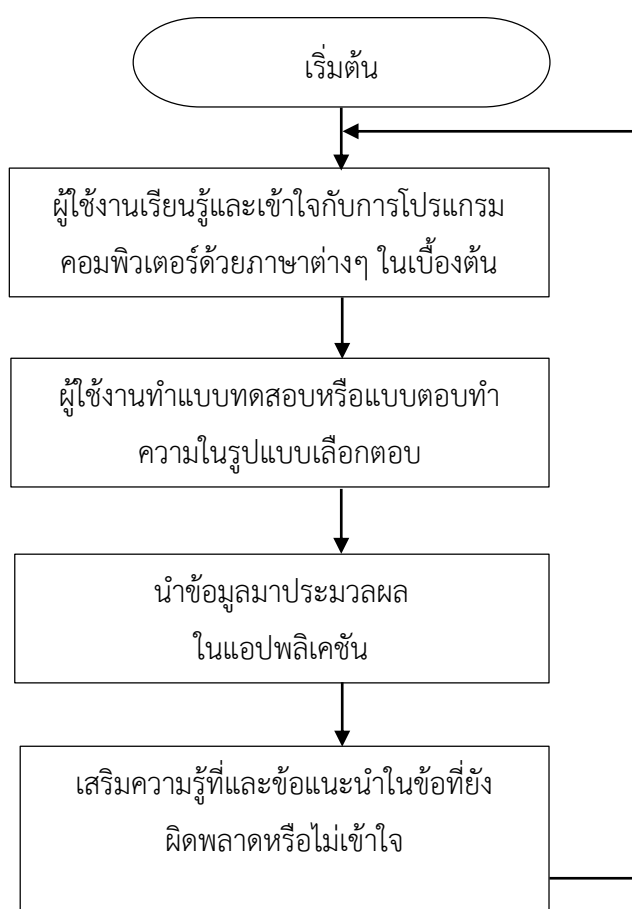 เริ่มต้น
ผู้ใช้งานเรียนรู้และเข้าใจกับการโปรแกรม
คอมพิวเตอร์ด้วยภาษาต่างๆ ในเบื้องต้น
ผู้ใช้งานทำแบบทดสอบหรือแบบตอบทำ
ความในรูปแบบเลือกตอบ
นำข้อมูลมาประมวลผล
ในแอปพลิเคชัน
เสริมความรู้ที่และข้อแนะนำในข้อที่ยัง
ผิดพลาดหรือไม่เข้าใจ